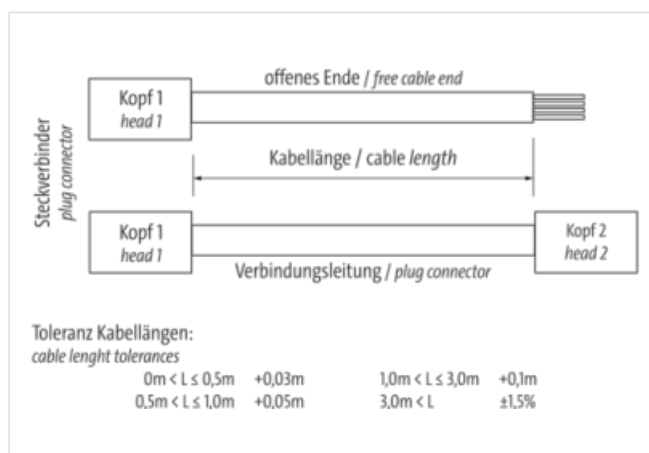 offenes Ende / free cable end
Kopf 1
head 1
Steckverbinder
plug connector
Kabellänge / cable length
Kopf 1
head 1
Kopf 2
head 2
Verbindungsleitung / plug connector
Toleranz Kabellängen:
cable lenght tolerances
0m < L ≤ 0,5m +0,03m 1,0m < L ≤ 3,0m +0,1m
0,5m < L ≤ 1,0m +0,05m 3,0m < L ±1,5%